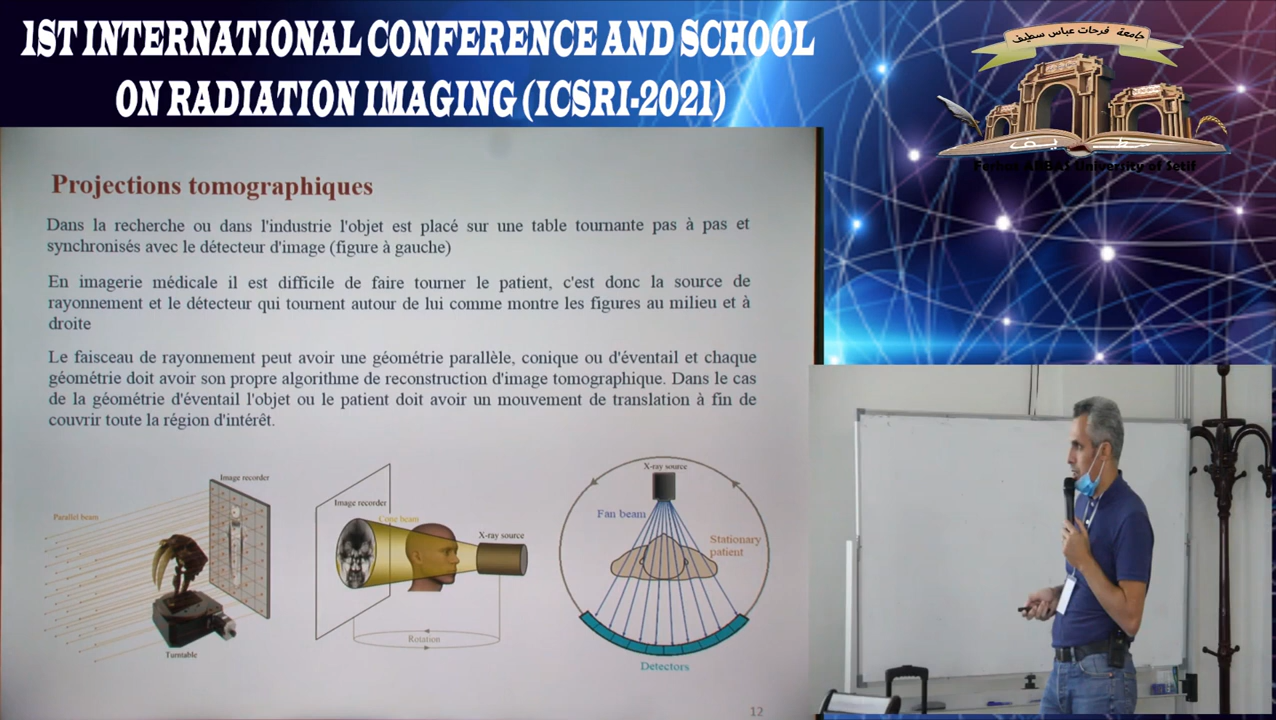 1ST INTERNATIONAL CONFERENCE AND SCHOOL
ON RADIATION IMAGING (ICSRI-2021)
جامعة فرحات عباس سطيف
سطيف
Ferhat ABBAS University of Setif
Projections tomographiques
Dans la recherche ou dans l'industrie l'objet est placé sur une table tournante pas à pas et
synchronisés avec le détecteur d'image (figure à gauche)
En imagerie médicale il est difficile de faire tourner le patient, c'est donc la source de
rayonnement et le détecteur qui tournent autour de lui comme montre les figures au milieu et à
droite
Le faisceau de rayonnement peut avoir une géométrie parallèle, conique ou d'éventail et chaque
géométrie doit avoir son propre algorithme de reconstruction d'image tomographique. Dans le cas
de la géométrie d'éventail l'objet ou le patient doit avoir un mouvement de translation à fin de
couvrir toute la région d'intérêt.
Image recorder
Parallel beam
Turntable
Image recorder
Cone beam
X-ray source
Rotation
X-ray source
Fan beam
Stationary
patient
Detectors
12